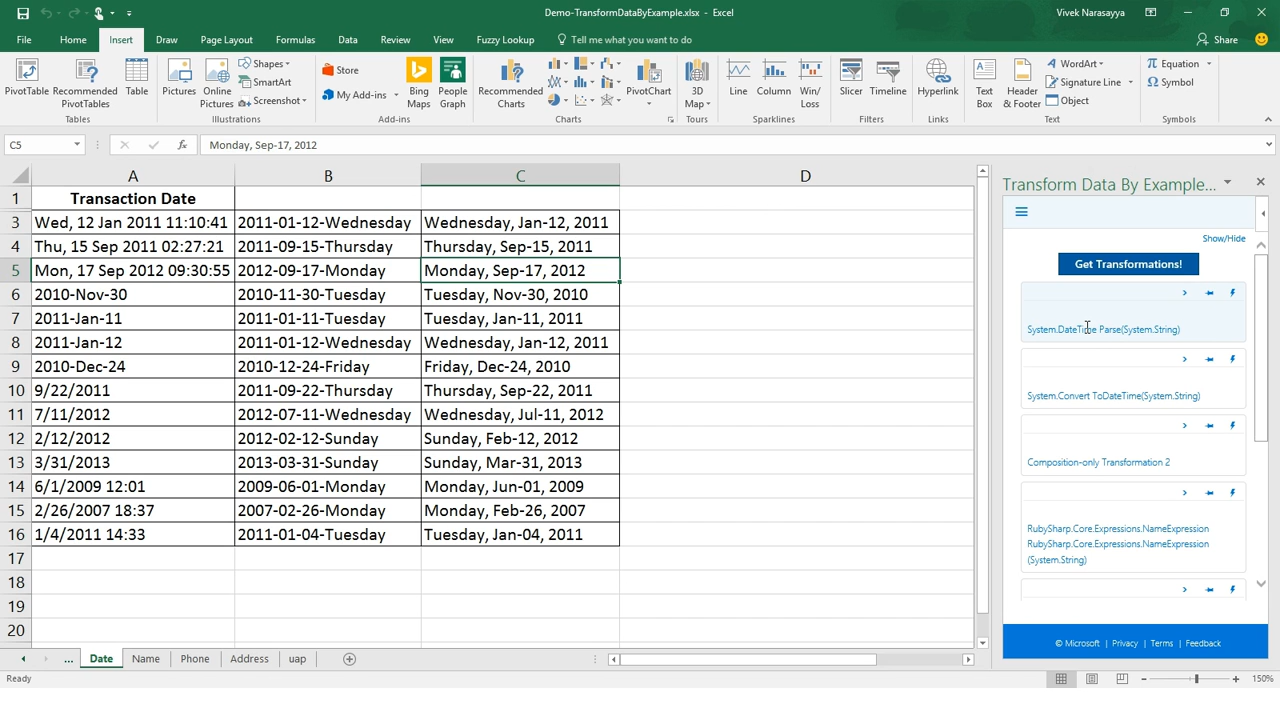 Demo-TransformDataByExample.xlsx - Excel
Vivek Narasayya
File Home Insert Draw Page Layout Formulas Data Review View Fuzzy Lookup Tell me what you want to do Share
PivotTable
Recommended PivotTables
Table
Tables
Pictures
Online Pictures
Shapes
SmartArt
Screenshot
Illustrations
Store
My Add-ins
Bing Maps
People Graph
Add-ins
Recommended Charts
PivotChart
Charts
3D Map
Tours
Line
Column
Win/Loss
Sparklines
Slicer
Timeline
Filters
Hyperlink
Links
Text Box
Header & Footer
WordArt
Signature Line
Object
Text
Equation
Symbol
Symbols
C5 fx Monday, Sep-17, 2012
A B C D
1 Transaction Date
3 Wed, 12 Jan 2011 11:10:41 2011-01-12-Wednesday Wednesday, Jan-12, 2011
4 Thu, 15 Sep 2011 02:27:21 2011-09-15-Thursday Thursday, Sep-15, 2011
5 Mon, 17 Sep 2012 09:30:55 2012-09-17-Monday Monday, Sep-17, 2012
6 2010-Nov-30 2010-11-30-Tuesday Tuesday, Nov-30, 2010
7 2011-Jan-11 2011-01-11-Tuesday Tuesday, Jan-11, 2011
8 2011-Jan-12 2011-01-12-Wednesday Wednesday, Jan-12, 2011
9 2010-Dec-24 2010-12-24-Friday Friday, Dec-24, 2010
10 9/22/2011 2011-09-22-Thursday Thursday, Sep-22, 2011
11 7/11/2012 2012-07-11-Wednesday Wednesday, Jul-11, 2012
12 2/12/2012 2012-02-12-Sunday Sunday, Feb-12, 2012
13 3/31/2013 2013-03-31-Sunday Sunday, Mar-31, 2013
14 6/1/2009 12:01 2009-06-01-Monday Monday, Jun-01, 2009
15 2/26/2007 18:37 2007-02-26-Monday Monday, Feb-26, 2007
16 1/4/2011 14:33 2011-01-04-Tuesday Tuesday, Jan-04, 2011
17
18
19
20
Transform Data By Example...
Show/Hide
Get Transformations!
System.DateTime Parse(System.String)
System.Convert ToDateTime(System.String)
Composition-only Transformation 2
RubySharp.Core.Expressions.NameExpression
RubySharp.Core.Expressions.NameExpression
(System.String)
© Microsoft | Privacy | Terms | Feedback
... Date Name Phone Address uap
Ready
150%